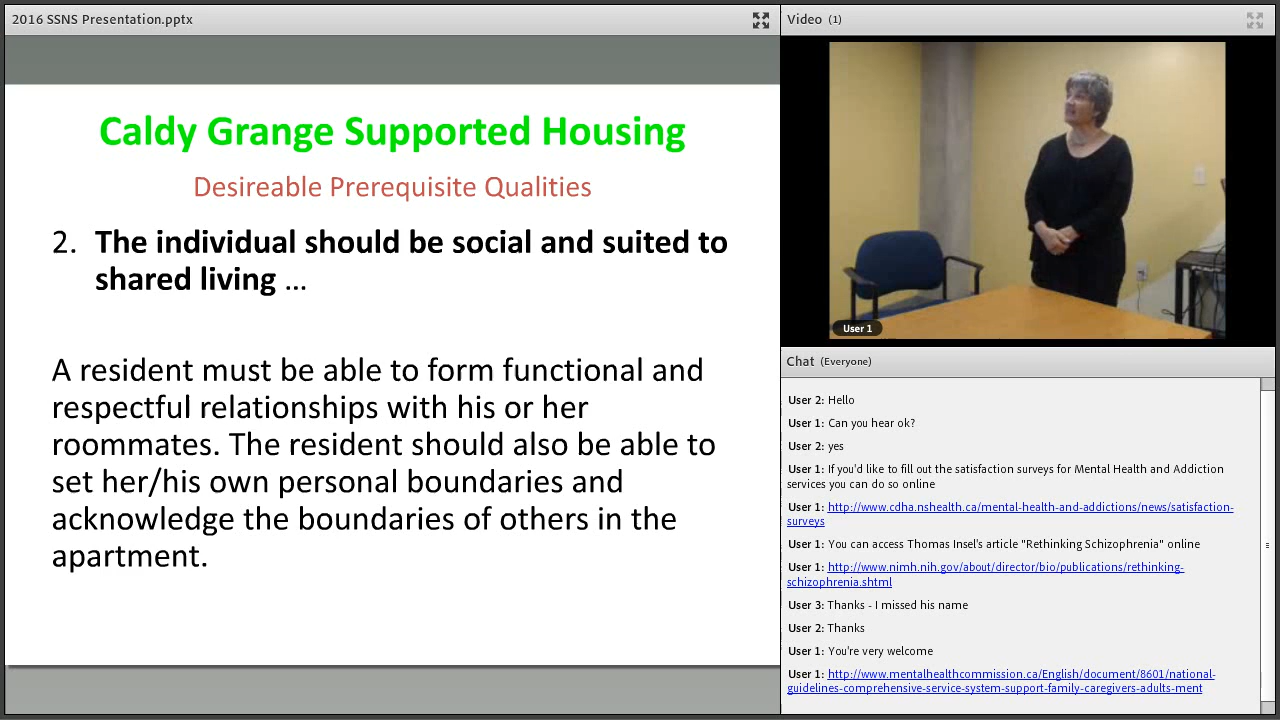 2016 SSNS Presentation.pptx
Caldy Grange Supported Housing
Desireable Prerequisite Qualities
2. The individual should be social and suited to
shared living ...
A resident must be able to form functional and
respectful relationships with his or her
roommates. The resident should also be able to
set her/his own personal boundaries and
acknowledge the boundaries of others in the
apartment.
Video (1)
User 1
Chat (Everyone)
User 2: Hello
User 1: Can you hear ok?
User 2: yes
User 1: If you'd like to fill out the satisfaction surveys for Mental Health and Addiction
services you can do so online
User 1: http://www.cdha.nshealth.ca/mental-health-and-addictions/news/satisfaction-
surveys
User 1: You can access Thomas Insel's article "Rethinking Schizophrenia" online
User 1: http://www.nimh.nih.gov/about/director/bio/publications/rethinking-
schizophrenia.shtml
User 3: Thanks - I missed his name
User 2: Thanks
User 1: You're very welcome
User 1: http://www.mentalhealthcommission.ca/English/document/8601/national-
guidelines-comprehensive-service-system-support-family-caregivers-adults-ment